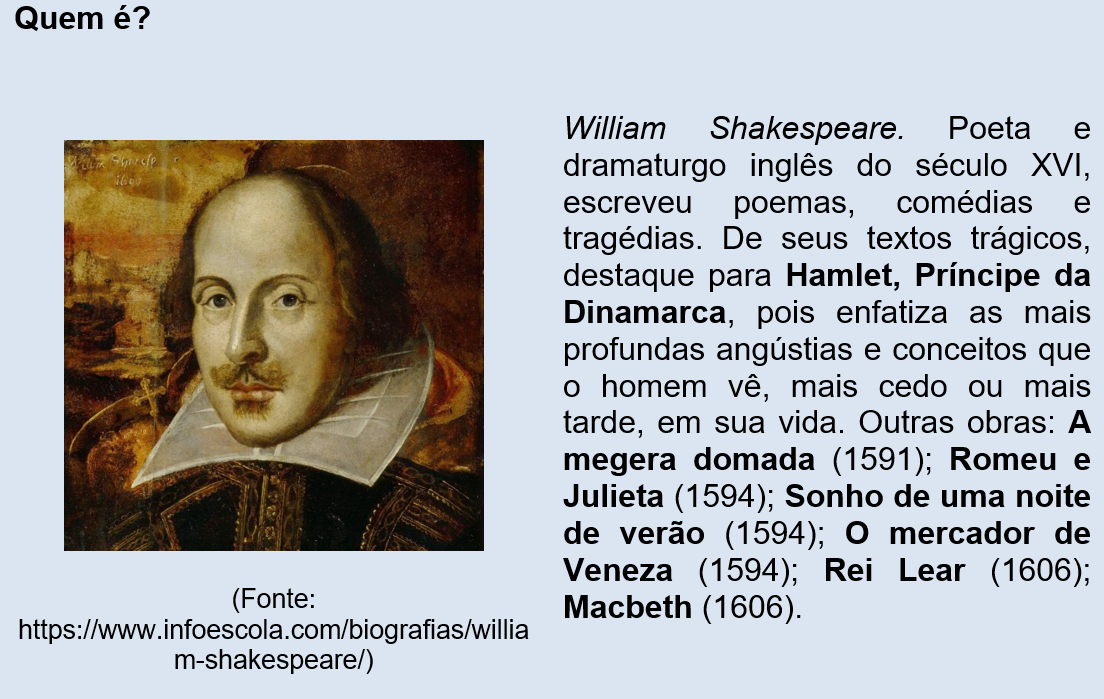 Quem é?
William Shakespeare. Poeta e
dramaturgo inglês do século XVI,
escreveu poemas, comédias e
tragédias. De seus textos trágicos,
destaque para Hamlet, Príncipe da
Dinamarca, pois enfatiza as mais
profundas angústias e conceitos que
o homem vê, mais cedo ou mais
tarde, em sua vida. Outras obras: A
megera domada (1591); Romeu e
Julieta (1594); Sonho de uma noite
de verão (1594); O mercador de
Veneza (1594); Rei Lear (1606);
Macbeth (1606).
(Fonte:
https://www.infoescola.com/biografias/willia
m-shakespeare/)